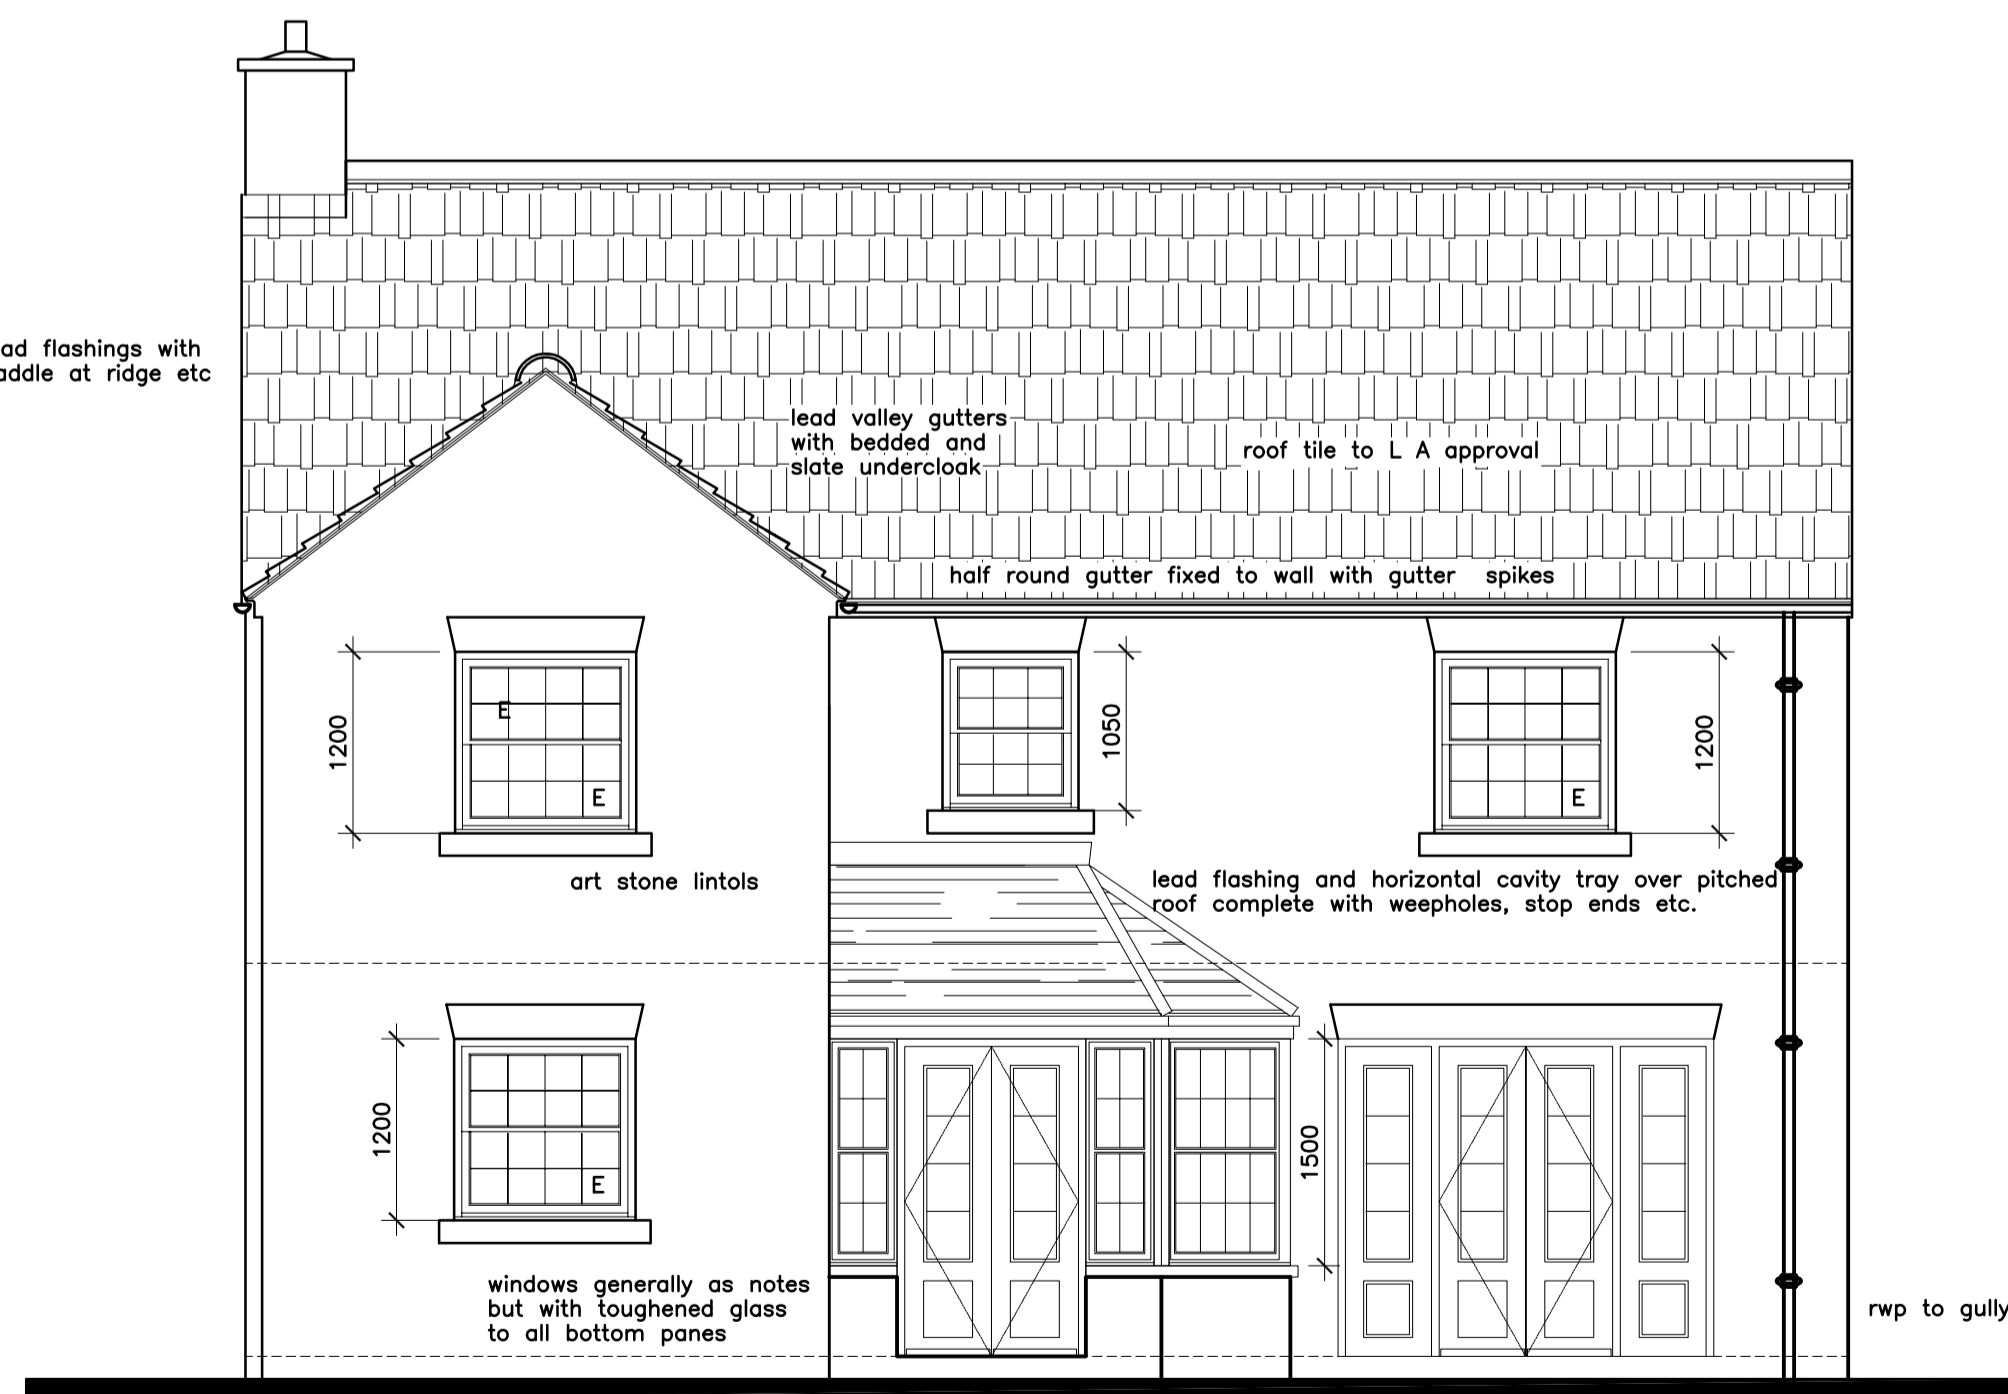 ad flashings with
addle at ridge etc
lead valley gutters
with bedded and
slate undercloak
roof tile to L A approval
half round gutter fixed to wall with gutter spikes
1200
E
E
1050
1200
E
art stone lintols
lead flashing and horizontal cavity tray over pitched
roof complete with weepholes, stop ends etc.
1200
E
1500
windows generally as notes
but with toughened glass
to all bottom panes
rwp to gully